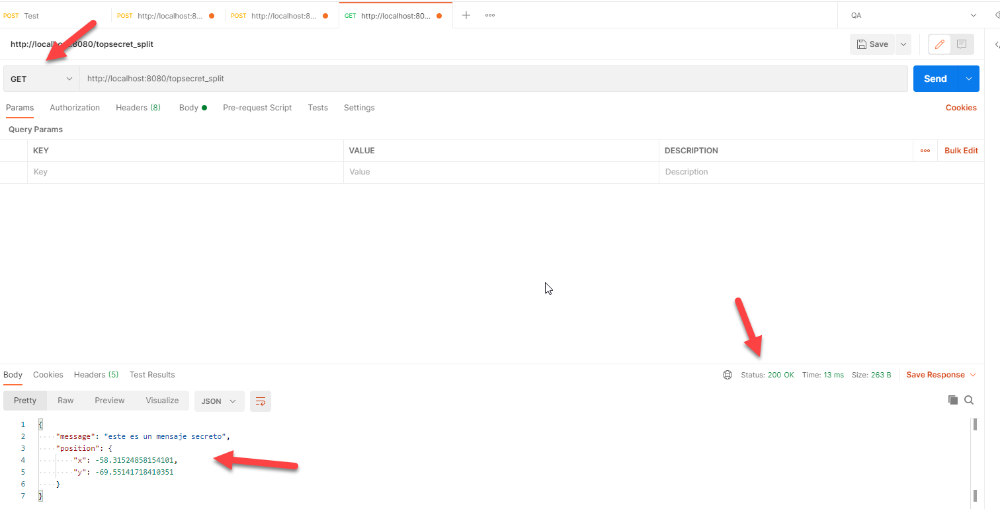 POST Test POST http://localhost:8... POST http://localhost:8... GET http://localhost:80... QA
http://localhost:8080/topsecret_split Save
GET http://localhost:8080/topsecret_split Send
Params Authorization Headers (8) Body Pre-request Script Tests Settings Cookies
Query Params
KEY VALUE DESCRIPTION Bulk Edit
Key Value Description
Body Cookies Headers (5) Test Results Status: 200 OK Time: 13 ms Size: 263 B Save Response
Pretty Raw Preview Visualize JSON
1 {
2 "message": "este es un mensaje secreto",
3 "position": {
4 "x": -58.31524858154101,
5 "y": -69.55141718410351
6 }
7 }